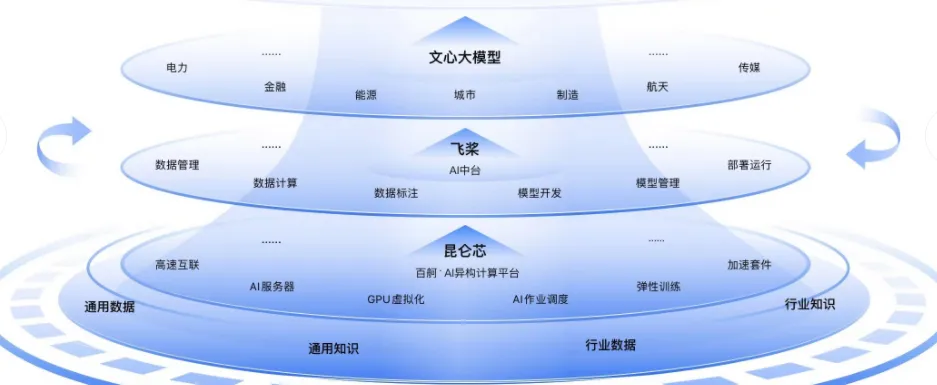 文心大模型
......
......
电力
传媒
金融
航天
能源
城市
制造
飞桨
......
......
AI中台
数据管理
部署运行
数据计算
模型管理
数据标注
模型开发
昆仑芯
......
......
百舸·AI异构计算平台
高速互联
加速套件
AI服务器
弹性训练
GPU虚拟化
AI作业调度
通用数据
行业知识
通用知识
行业数据